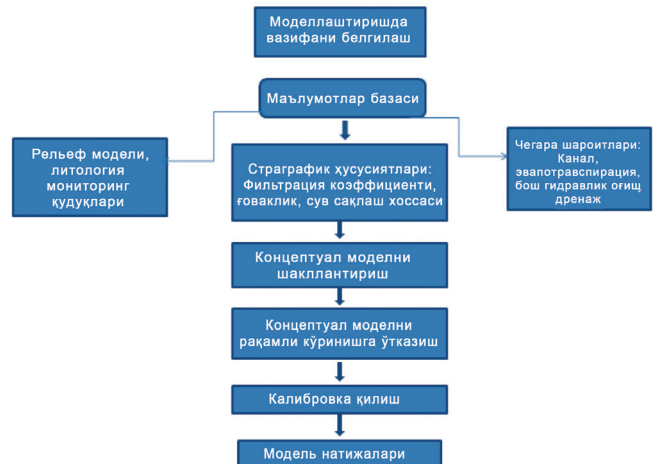 Моделлаштиришда
вазифани белгилаш
Маълумотлар базаси
Рельеф модели,
литология
мониторинг
қудуқлари
Страграфик ҳусусиятлари:
Фильтрация коэффициенти,
ғоваклик, сув сақлаш хоссаси
Чегара шароитлари:
Канал,
эвапотравспирация,
бош гидравлик оғищ
дренаж
Концептуал моделни
шакллантириш
Концептуал моделни
рақамли кўринишга ўтказиш
Калибровка қилиш
Модель натижалари